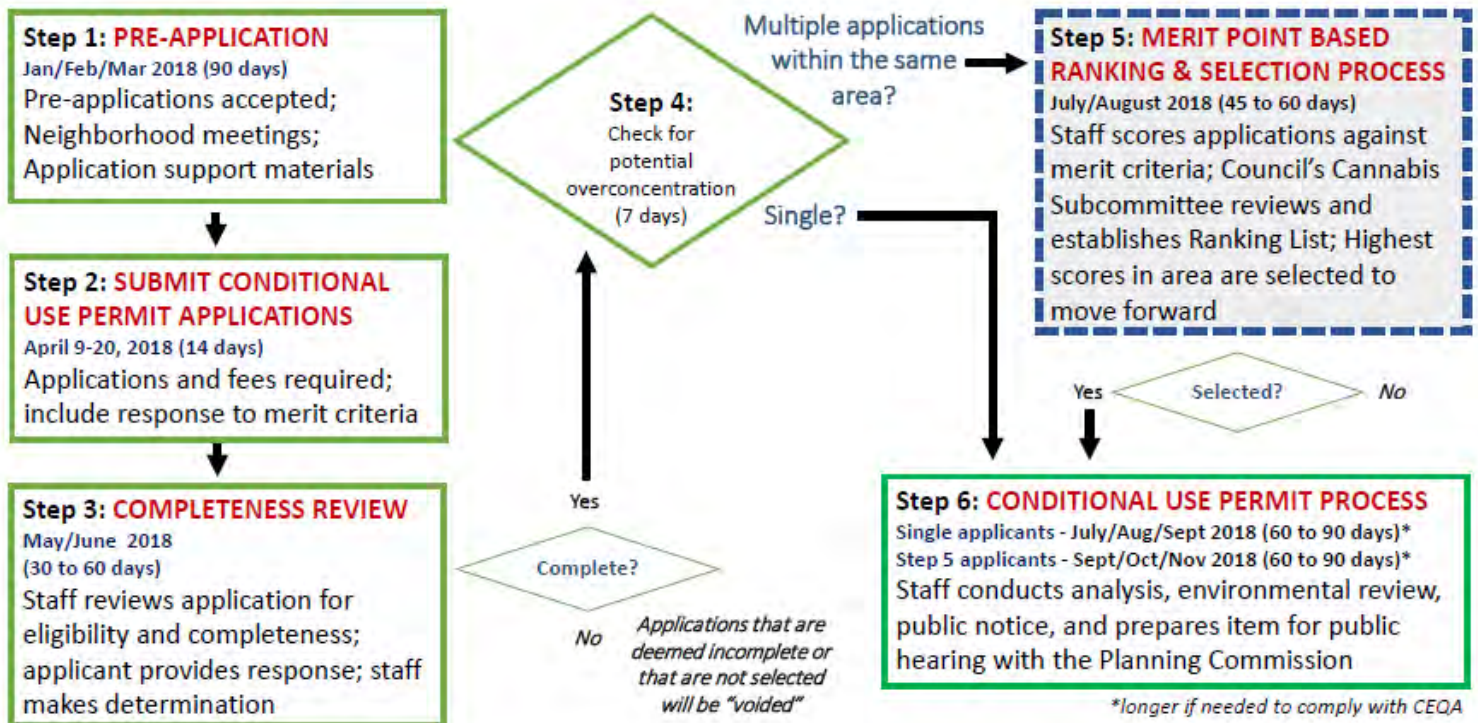 Step 1: PRE-APPLICATION
Jan/Feb/Mar 2018 (90 days)
Pre-applications accepted;
Neighborhood meetings;
Application support materials
Step 2: SUBMIT CONDITIONAL
USE PERMIT APPLICATIONS
April 9-20, 2018 (14 days)
Applications and fees required;
include response to merit criteria
Step 3: COMPLETENESS REVIEW
May/June 2018
(30 to 60 days)
Staff reviews application for
eligibility and completeness;
applicant provides response; staff
makes determination
Complete?
Yes
No
Applications that are
deemed incomplete or
that are not selected
will be "voided"
Step 4:
Check for
potential
overconcentration
(7 days)
Multiple applications
within the same
area?
Single?
Step 5: MERIT POINT BASED
RANKING & SELECTION PROCESS
July/August 2018 (45 to 60 days)
Staff scores applications against
merit criteria; Council's Cannabis
Subcommittee reviews and
establishes Ranking List; Highest
scores in area are selected to
move forward
Yes
Selected?
No
Step 6: CONDITIONAL USE PERMIT PROCESS
Single applicants - July/Aug/Sept 2018 (60 to 90 days)*
Step 5 applicants - Sept/Oct/Nov 2018 (60 to 90 days)*
Staff conducts analysis, environmental review,
public notice, and prepares item for public
hearing with the Planning Commission
*longer if needed to comply with CEQA